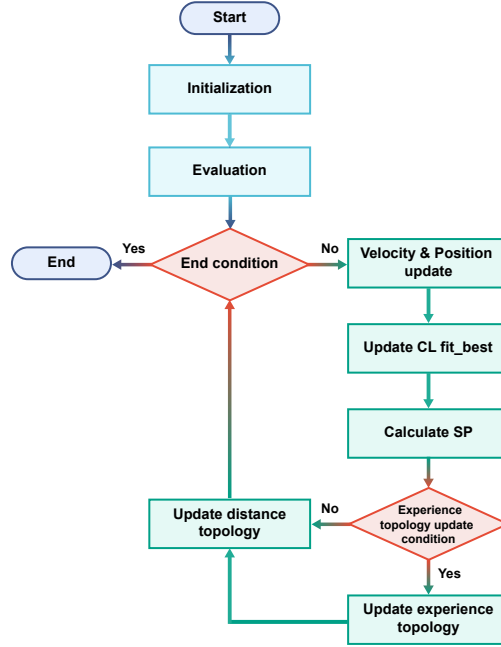 Start
Initialization
Evaluation
End condition
Yes
No
End
Velocity & Position
update
Update CL fit_best
Calculate SP
Experience
topology update
condition
No
Yes
Update distance
topology
Update experience
topology